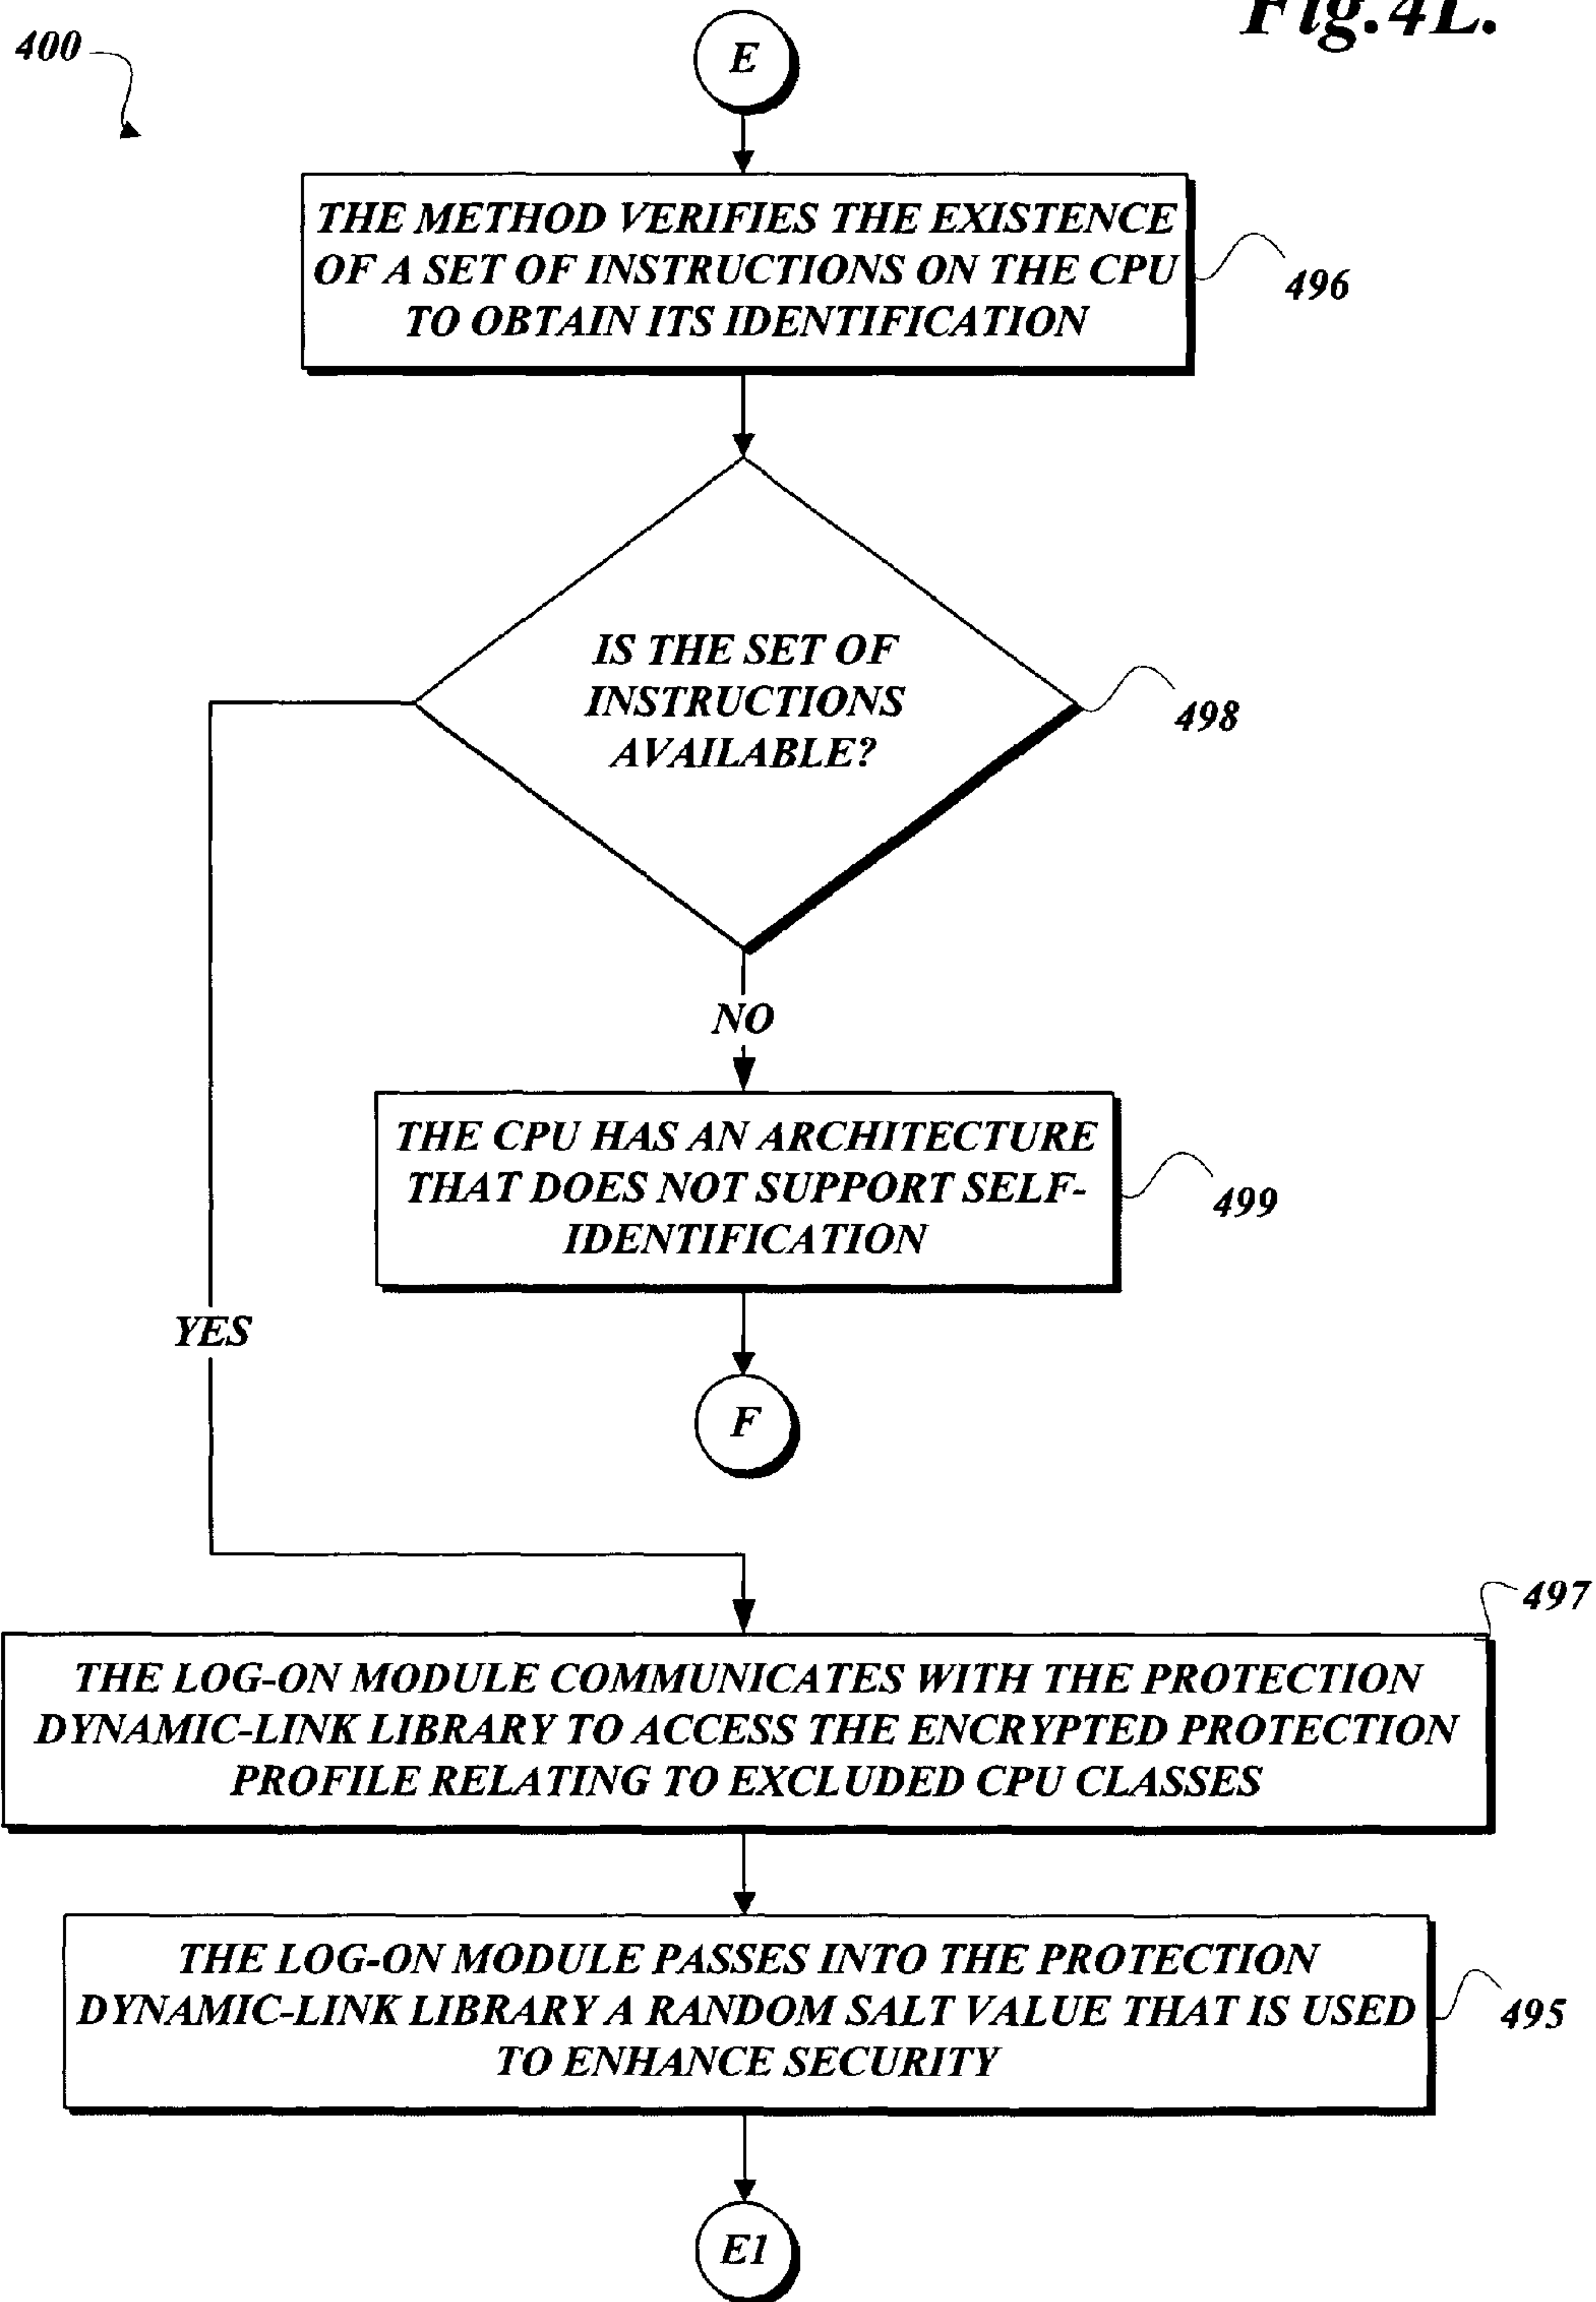 Fig.4L.
400
E
THE METHOD VERIFIES THE EXISTENCE
OF A SET OF INSTRUCTIONS ON THE CPU
TO OBTAIN ITS IDENTIFICATION
496
IS THE SET OF
INSTRUCTIONS
AVAILABLE?
498
NO
THE CPU HAS AN ARCHITECTURE
THAT DOES NOT SUPPORT SELF-
IDENTIFICATION
499
YES
F
497
THE LOG-ON MODULE COMMUNICATES WITH THE PROTECTION
DYNAMIC-LINK LIBRARY TO ACCESS THE ENCRYPTED PROTECTION
PROFILE RELATING TO EXCLUDED CPU CLASSES
THE LOG-ON MODULE PASSES INTO THE PROTECTION
DYNAMIC-LINK LIBRARY A RANDOM SALT VALUE THAT IS USED
TO ENHANCE SECURITY
495
E1